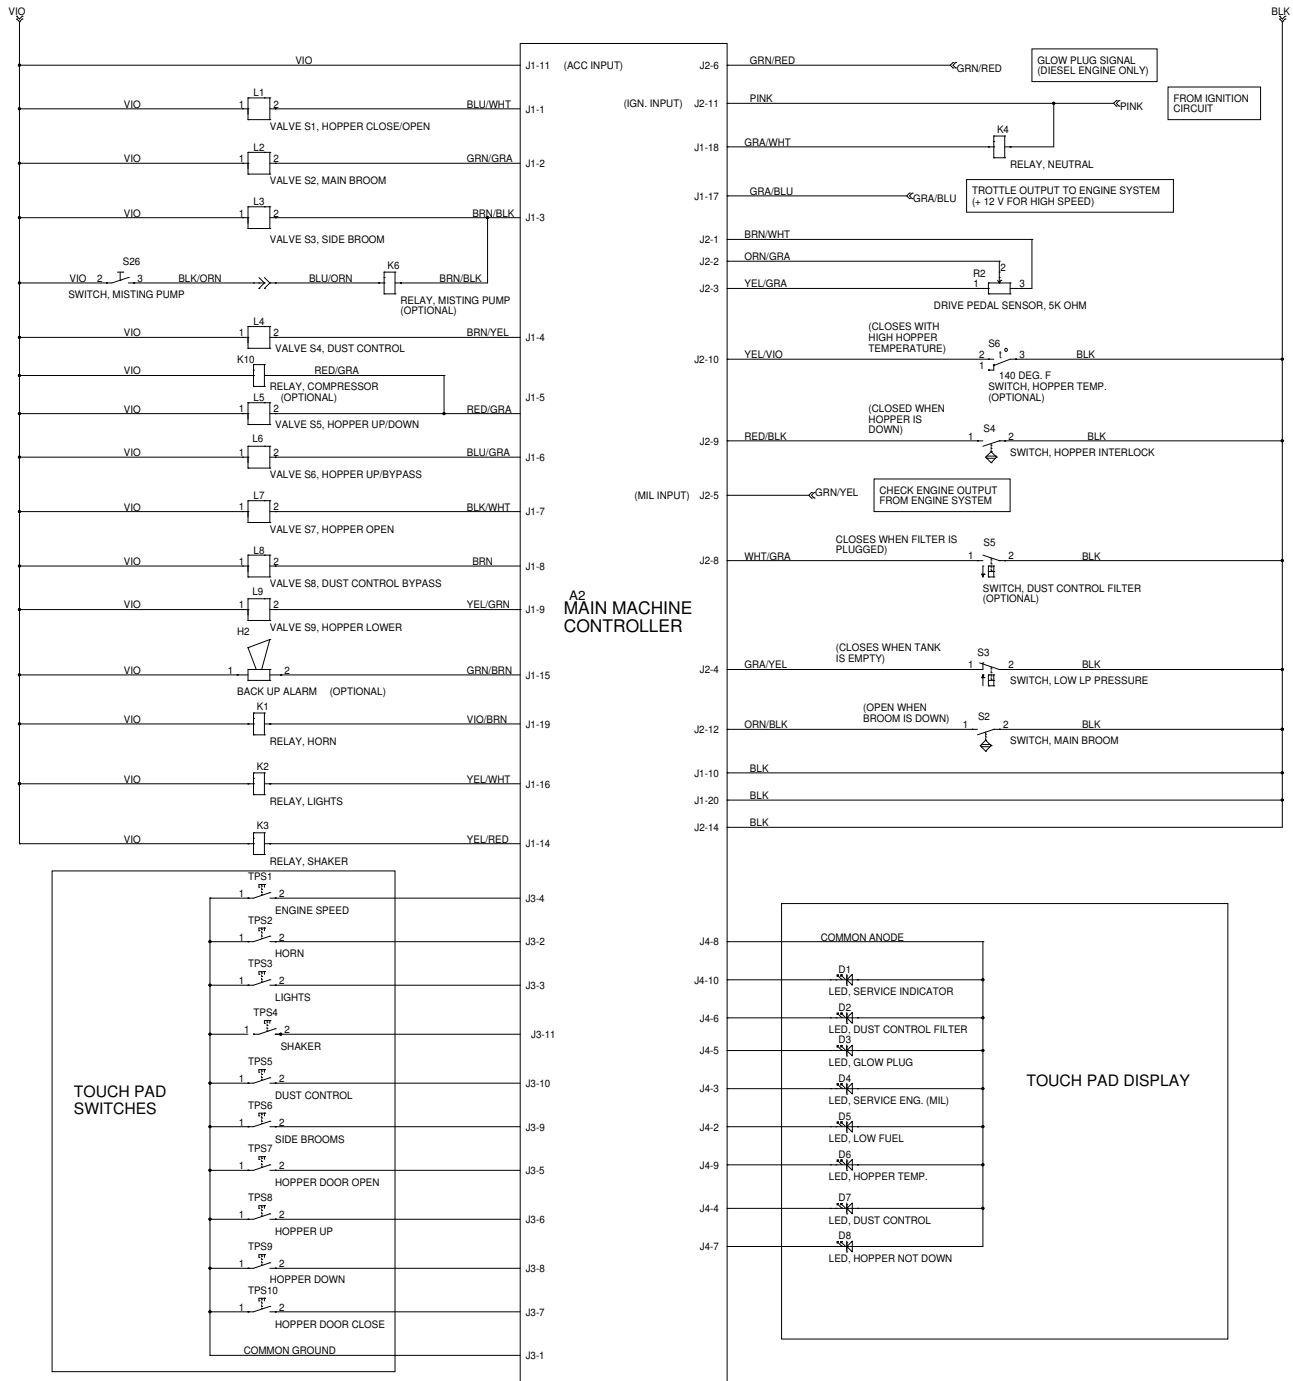 VIO
BLK
VIO
J1-11 (ACC INPUT)
VIO
1 L1 2
BLU/WHT
J1-1
VALVE S1, HOPPER CLOSE/OPEN
VIO
1 L2 2
GRN/GRA
J1-2
VALVE S2, MAIN BROOM
VIO
1 L3 2
BRN/BLK
J1-3
VALVE S3, SIDE BROOM
S26
VIO 2 3 BLK/ORN
BLU/ORN
K6
BRN/BLK
SWITCH, MISTING PUMP
RELAY, MISTING PUMP
(OPTIONAL)
VIO
1 L4 2
BRN/YEL
J1-4
VALVE S4, DUST CONTROL
K10
VIO
RED/GRA
RELAY, COMPRESSOR
(OPTIONAL)
J1-5
VIO
1 L5 2
RED/GRA
VALVE S5, HOPPER UP/DOWN
VIO
1 L6 2
BLU/GRA
J1-6
VALVE S6, HOPPER UP/BYPASS
VIO
1 L7 2
BLK/WHT
J1-7
VALVE S7, HOPPER OPEN
VIO
1 L8 2
BRN
J1-8
VALVE S8, DUST CONTROL BYPASS
VIO
1 L9 2
YEL/GRN
J1-9
VALVE S9, HOPPER LOWER
H2
VIO
1 2
GRN/BRN
J1-15
BACK UP ALARM (OPTIONAL)
K1
VIO
VIO/BRN
J1-19
RELAY, HORN
K2
VIO
YEL/WHT
J1-16
RELAY, LIGHTS
K3
VIO
YEL/RED
J1-14
RELAY, SHAKER
A2
MAIN MACHINE
CONTROLLER
J2-6
GRN/RED
GRN/RED
GLOW PLUG SIGNAL
(DIESEL ENGINE ONLY)
(IGN. INPUT) J2-11
PINK
PINK
FROM IGNITION
CIRCUIT
K4
J1-18
GRA/WHT
RELAY, NEUTRAL
J1-17
GRA/BLU
GRA/BLU
THROTTLE OUTPUT TO ENGINE SYSTEM
(+ 12 V FOR HIGH SPEED)
J2-1
BRN/WHT
J2-2
ORN/GRA
2
R2
J2-3
YEL/GRA
1 3
DRIVE PEDAL SENSOR, 5K OHM
(CLOSES WITH
HIGH HOPPER
TEMPERATURE)
S6
J2-10
YEL/VIO
2 t° 3
1
BLK
140 DEG. F
SWITCH, HOPPER TEMP.
(OPTIONAL)
(CLOSED WHEN
HOPPER IS
DOWN)
S4
J2-9
RED/BLK
1 2
BLK
SWITCH, HOPPER INTERLOCK
(MIL INPUT) J2-5
GRN/YEL
CHECK ENGINE OUTPUT
FROM ENGINE SYSTEM
CLOSES WHEN FILTER IS
PLUGGED)
S5
J2-8
WHT/GRA
1 2
BLK
SWITCH, DUST CONTROL FILTER
(OPTIONAL)
(CLOSES WHEN TANK
IS EMPTY)
S3
J2-4
GRA/YEL
1 2
BLK
SWITCH, LOW LP PRESSURE
(OPEN WHEN
BROOM IS DOWN)
S2
J2-12
ORN/BLK
1 2
BLK
SWITCH, MAIN BROOM
J1-10
BLK
J1-20
BLK
J2-14
BLK
TOUCH PAD
SWITCHES
TPS1
1 2
J3-4
ENGINE SPEED
TPS2
1 2
J3-2
HORN
TPS3
1 2
J3-3
LIGHTS
TPS4
1 2
J3-11
SHAKER
TPS5
1 2
J3-10
DUST CONTROL
TPS6
1 2
J3-9
SIDE BROOMS
TPS7
1 2
J3-5
HOPPER DOOR OPEN
TPS8
1 2
J3-6
HOPPER UP
TPS9
1 2
J3-8
HOPPER DOWN
TPS10
1 2
J3-7
HOPPER DOOR CLOSE
COMMON GROUND
J3-1
TOUCH PAD DISPLAY
J4-8
COMMON ANODE
J4-10
D1
LED, SERVICE INDICATOR
J4-6
D2
LED, DUST CONTROL FILTER
J4-5
D3
LED, GLOW PLUG
J4-3
D4
LED, SERVICE ENG. (MIL)
J4-2
D5
LED, LOW FUEL
J4-9
D6
LED, HOPPER TEMP.
J4-4
D7
LED, DUST CONTROL
J4-7
D8
LED, HOPPER NOT DOWN